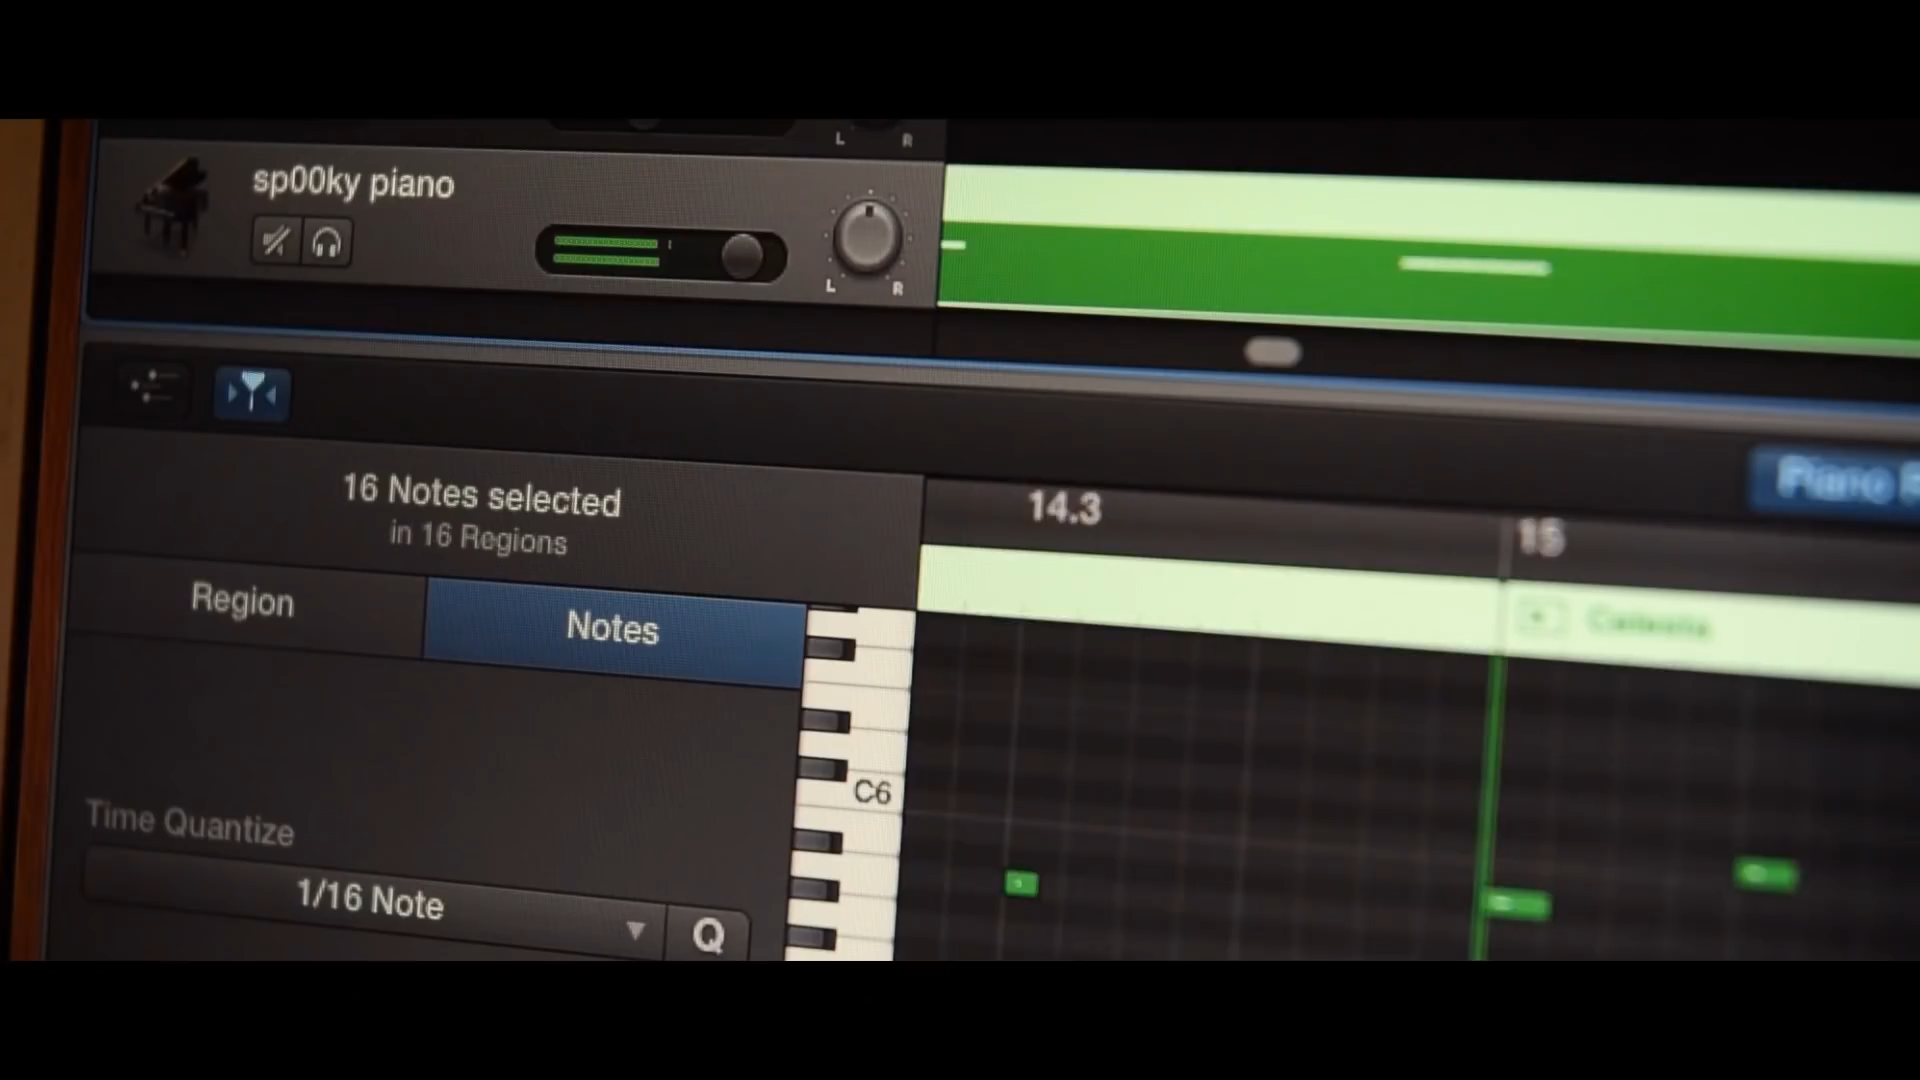 L R
sp00ky piano
L R
16 Notes selected
in 16 Regions
14.3
15
Piano
Region
Notes
C6
Time Quantize
1/16 Note
Q